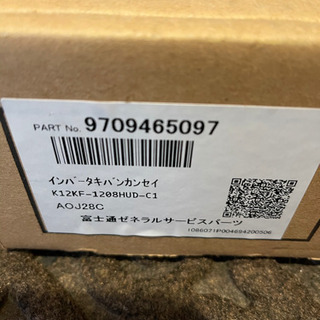 PART No. 9709465097
インバータキバンカンセイ
K12KF-1208HUD-C1
AOJ28C
富士通ゼネラルサービスパーツ
(066071P004694200506